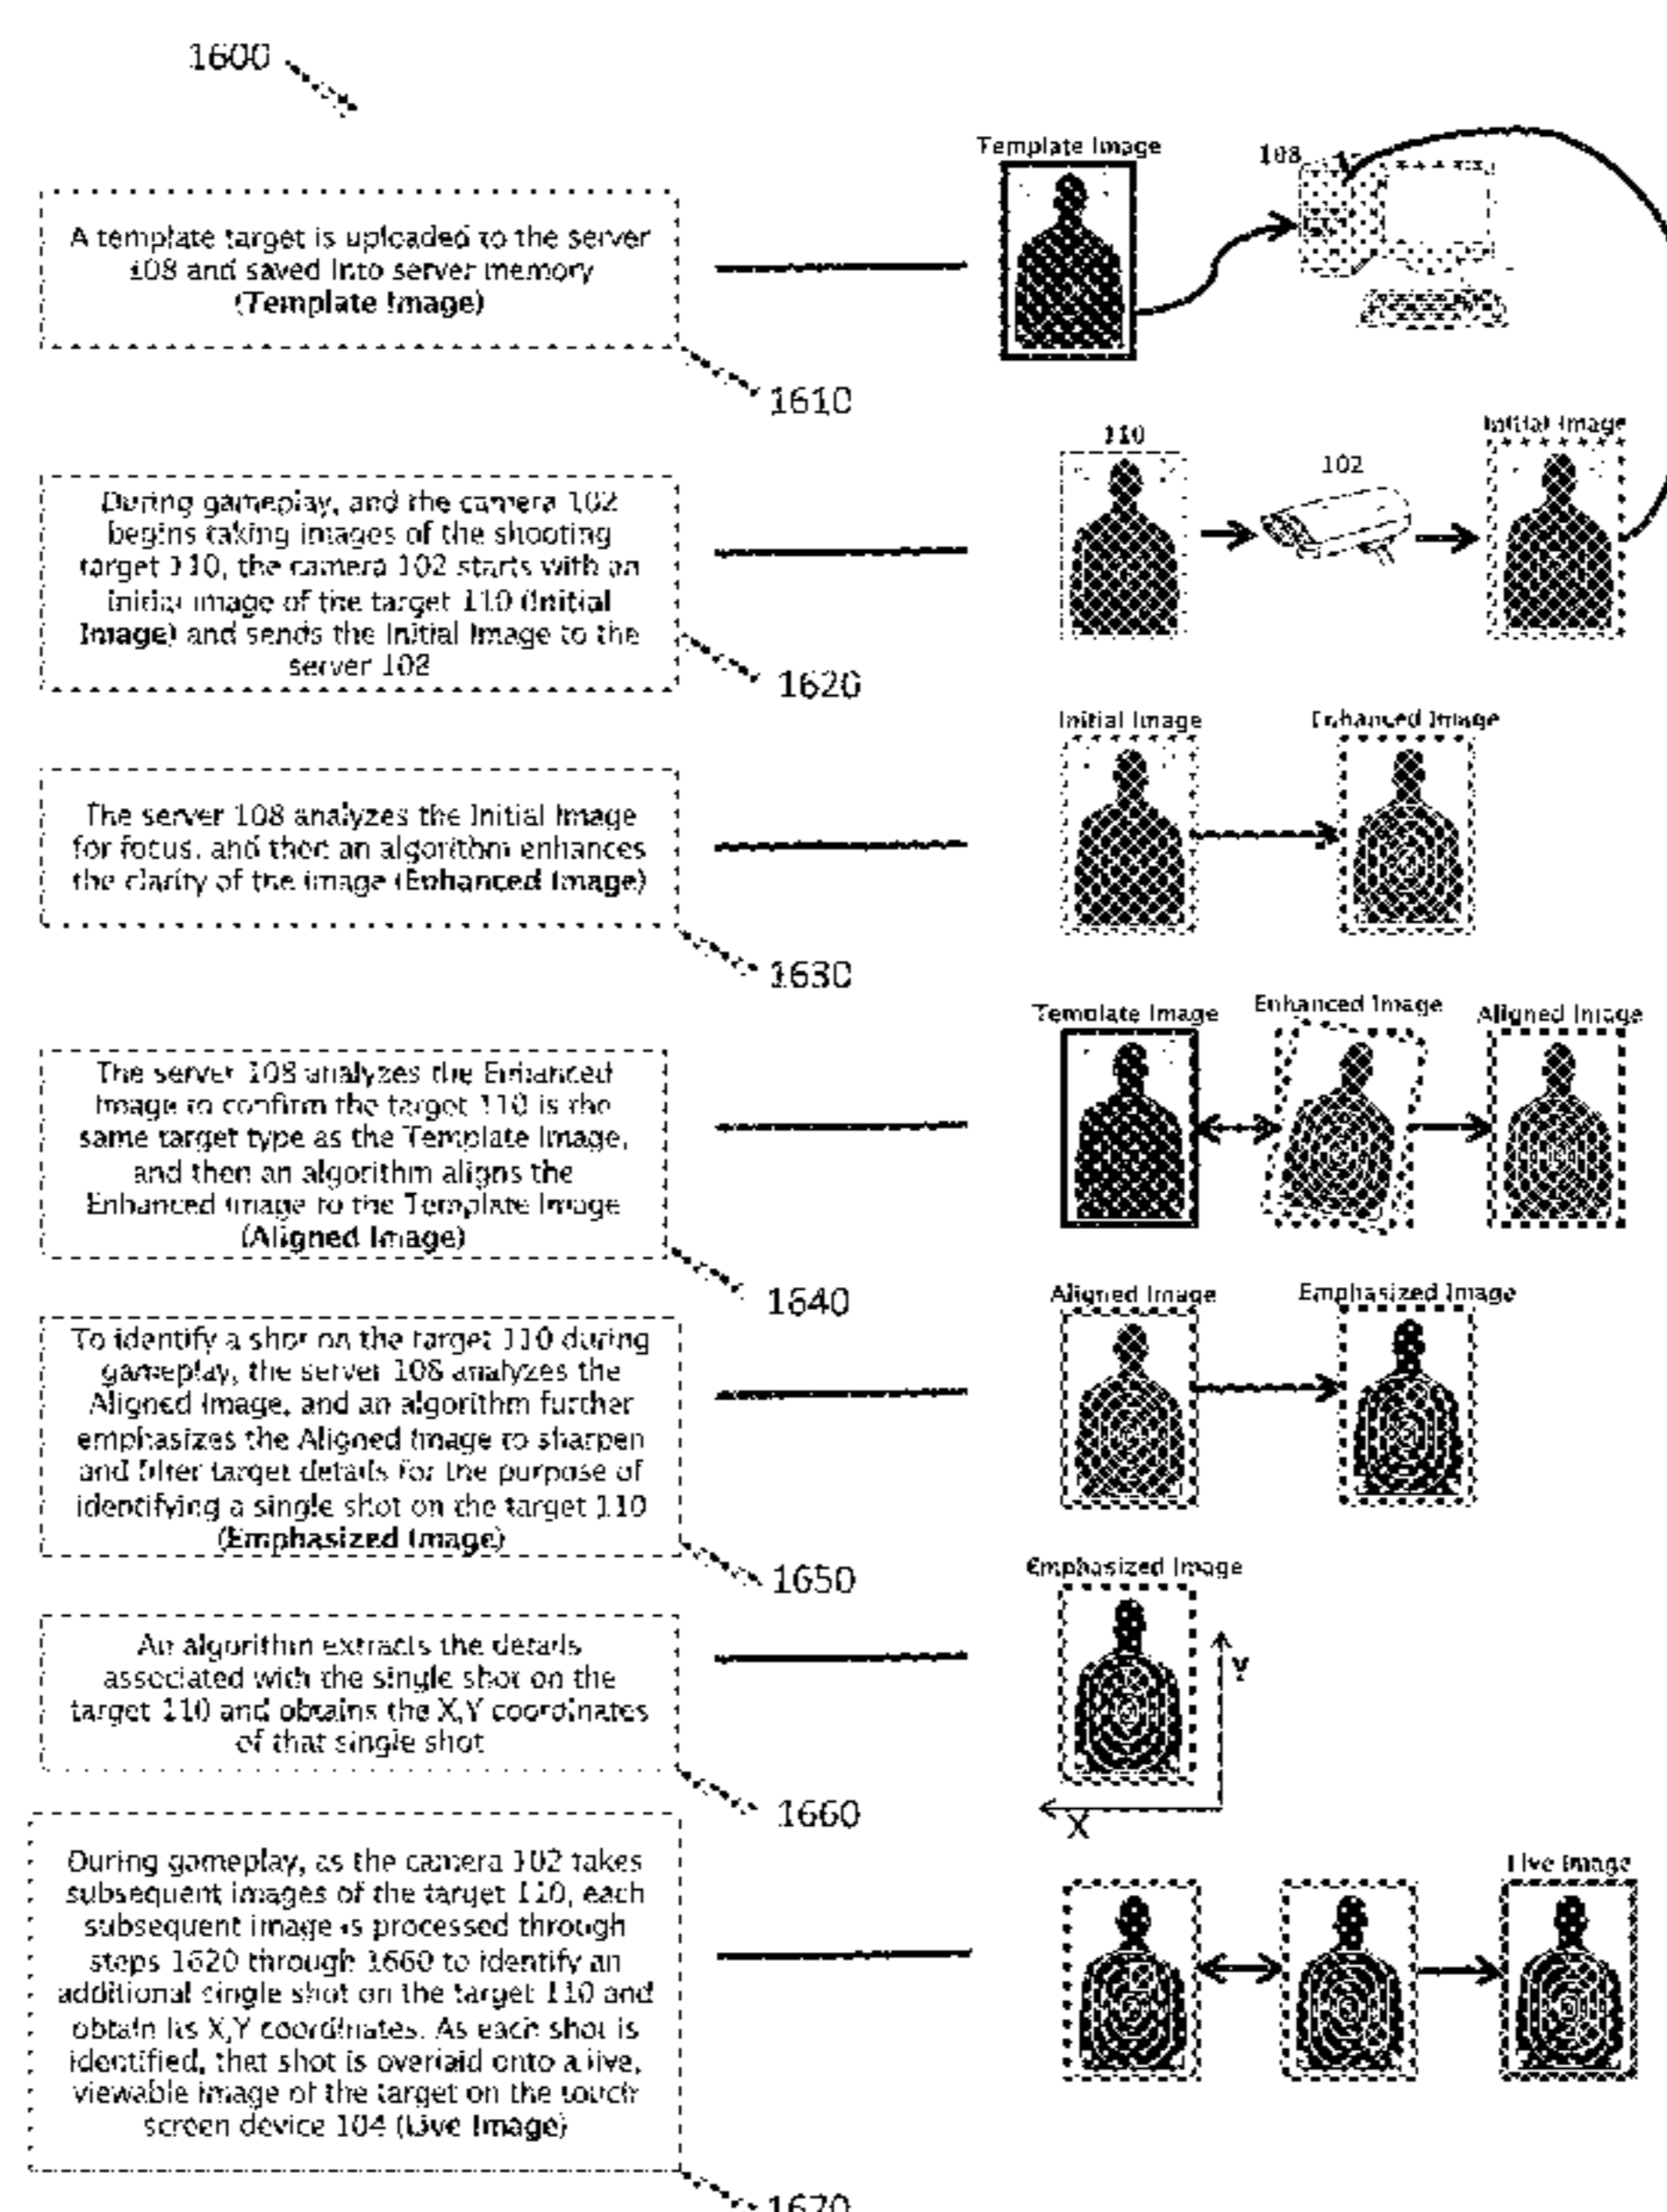 1600
Template Image
108
A template target is uploaded to the server
108 and saved into server memory
(Template Image)
1610
110
102
Initial Image
During gameplay, and the camera 102
begins taking images of the shooting
target 110, the camera 102 starts with an
initial image of the target 110 (Initial
Image) and sends the Initial Image to the
server 108
1620
Initial Image
Enhanced Image
The server 108 analyzes the Initial Image
for focus, and then an algorithm enhances
the clarity of the image (Enhanced Image)
1630
Template Image
Enhanced Image
Aligned Image
The server 108 analyzes the Enhanced
Image to confirm the target 110 is the
same target type as the Template Image,
and then an algorithm aligns the
Enhanced Image to the Template Image
(Aligned Image)
1640
Aligned Image
Emphasized Image
To identify a shot on the target 110 during
gameplay, the server 108 analyzes the
Aligned Image, and an algorithm further
emphasizes the Aligned Image to sharpen
and filter target details for the purpose of
identifying a single shot on the target 110
(Emphasized Image)
1650
Emphasized Image
Y
X
An algorithm extracts the details
associated with the single shot on the
target 110 and obtains the X,Y coordinates
of that single shot
1660
Live Image
During gameplay, as the camera 102 takes
subsequent images of the target 110, each
subsequent image is processed through
steps 1620 through 1660 to identify an
additional single shot on the target 110 and
obtain its X,Y coordinates. As each shot is
identified, that shot is overlaid onto a live,
viewable image of the target on the touch
screen device 104 (Live Image)
1670